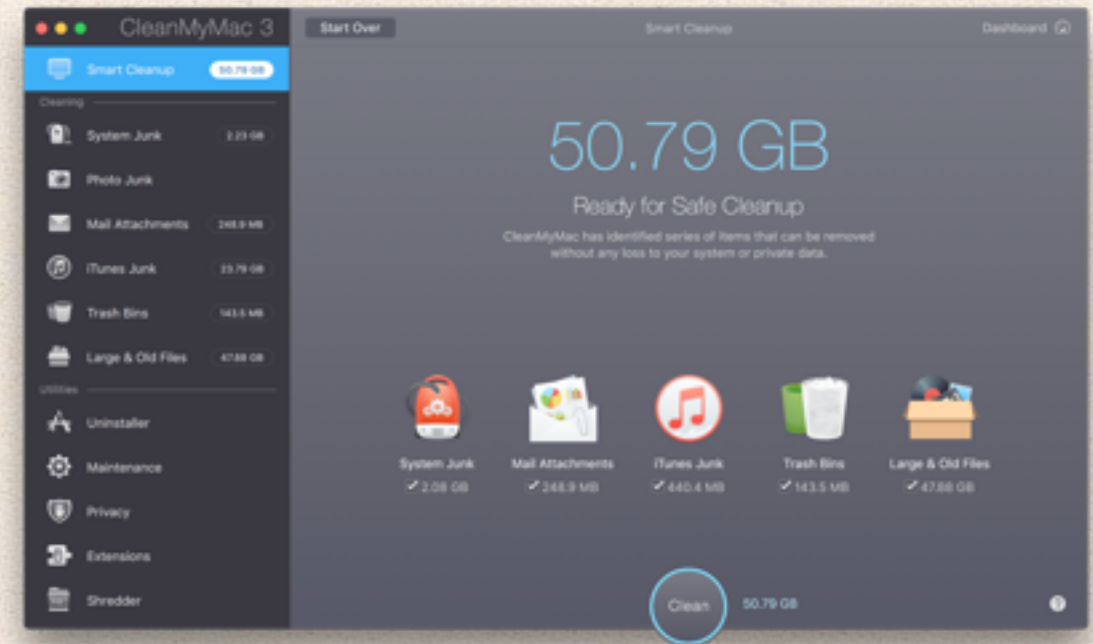 CleanMyMac 3
Start Over
Smart Cleanup
Dashboard
Smart Cleanup 50.79 GB
Cleaning
System Junk 2.23 GB
Photo Junk
Mail Attachments 248.9 MB
iTunes Junk 23.79 GB
Trash Bins 143.5 MB
Large & Old Files 47.88 GB
Utilities
Uninstaller
Maintenance
Privacy
Extensions
Shredder
50.79 GB
Ready for Safe Cleanup
CleanMyMac has identified series of items that can be removed
without any loss to your system or private data.
System Junk
2.08 GB
Mail Attachments
248.9 MB
iTunes Junk
440.4 MB
Trash Bins
143.5 MB
Large & Old Files
47.88 GB
Clean 50.79 GB